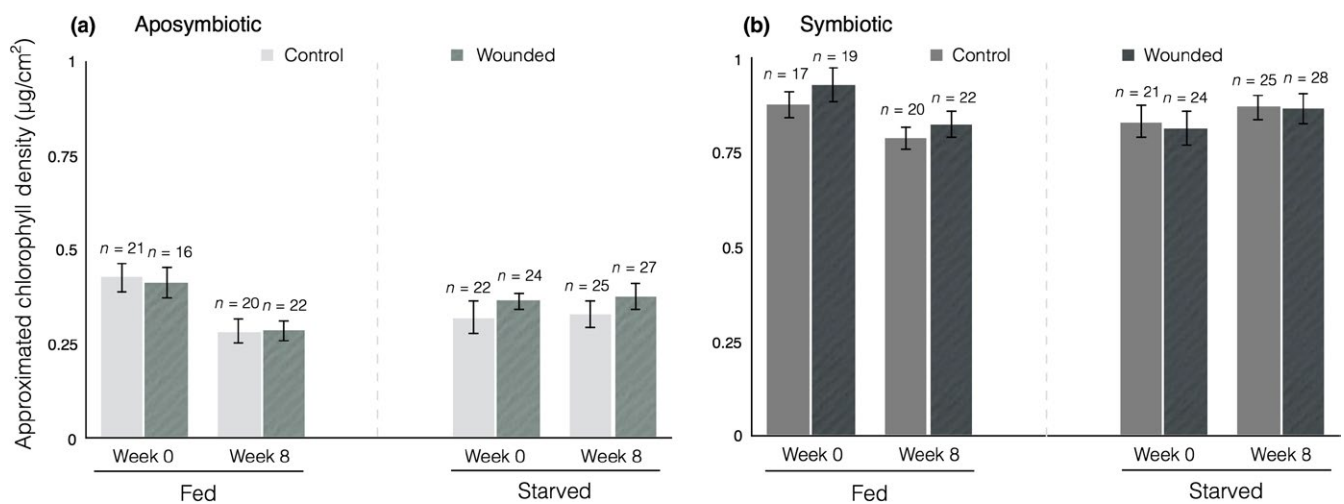 (a) Aposymbiotic
Control Wounded
Approximated chlorophyll density (µg/cm²)
1
0.75
0.5
0.25
0
n = 21 n = 16
n = 20 n = 22
n = 22 n = 24
n = 25 n = 27
Week 0 Week 8 Week 0 Week 8
Fed Starved
(b) Symbiotic
Control Wounded
1
0.75
0.5
0.25
0
n = 17 n = 19
n = 20 n = 22
n = 21 n = 24
n = 25 n = 28
Week 0 Week 8 Week 0 Week 8
Fed Starved